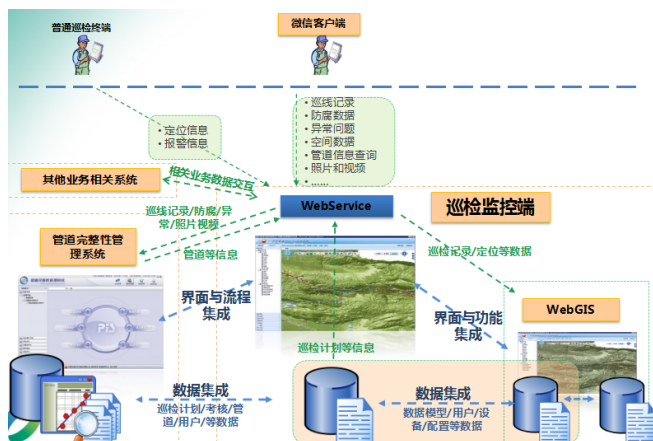 普通巡检终端
微信客户端
• 定位信息
• 报警信息
• 巡线记录
• 防腐数据
• 异常问题
• 空间数据
• 管道信息查询
• 照片和视频
• ......
其他业务相关系统
相关业务数据交互
WebService
巡检监控端
巡线记录/防腐/异
常/照片视频
管道完整性管
理系统
管道等信息
巡检记录/定位等数据
界面与流程
集成
界面与功能
集成
WebGIS
巡检计划等信息
数据集成
巡检计划/考核/管
道/用户/等数据
数据集成
数据模型/用户/设
备/配置等数据